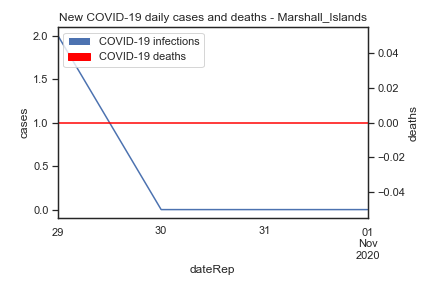 New COVID-19 daily cases and deaths - Marshall_Islands
COVID-19 infections
COVID-19 deaths
2.0
1.5
1.0
0.5
0.0
cases
0.04
0.02
0.00
−0.02
−0.04
deaths
29
30
31
01
Nov
2020
dateRep